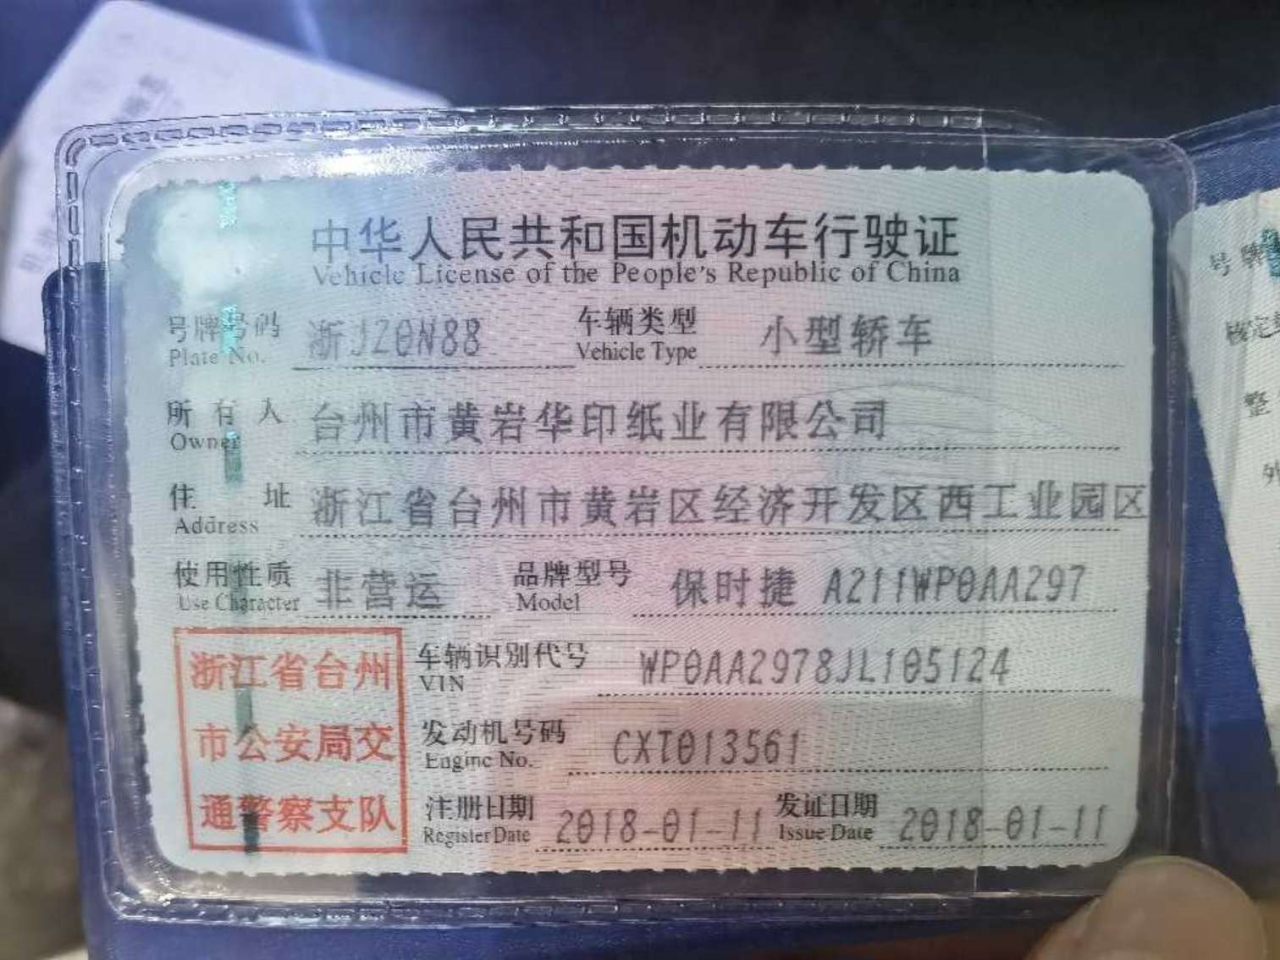 中华人民共和国机动车行驶证
Vehicle License of the People's Republic of China
号牌号码 浙JZ0N88 车辆类型 小型轿车
Plate No. Vehicle Type
所有人 台州市黄岩华印纸业有限公司
Owner
住址 浙江省台州市黄岩区经济开发区西工业园区
Address
使用性质 非营运 品牌型号 保时捷 A211WP0AA297
Use Character Model
浙江省台州
市公安局交
通警察支队
车辆识别代号 WP0AA2978JL105124
VIN
发动机号码 CXT013561
Engine No.
注册日期 2018-01-11 发证日期 2018-01-11
Register Date Issue Date
号牌
核定
整
外